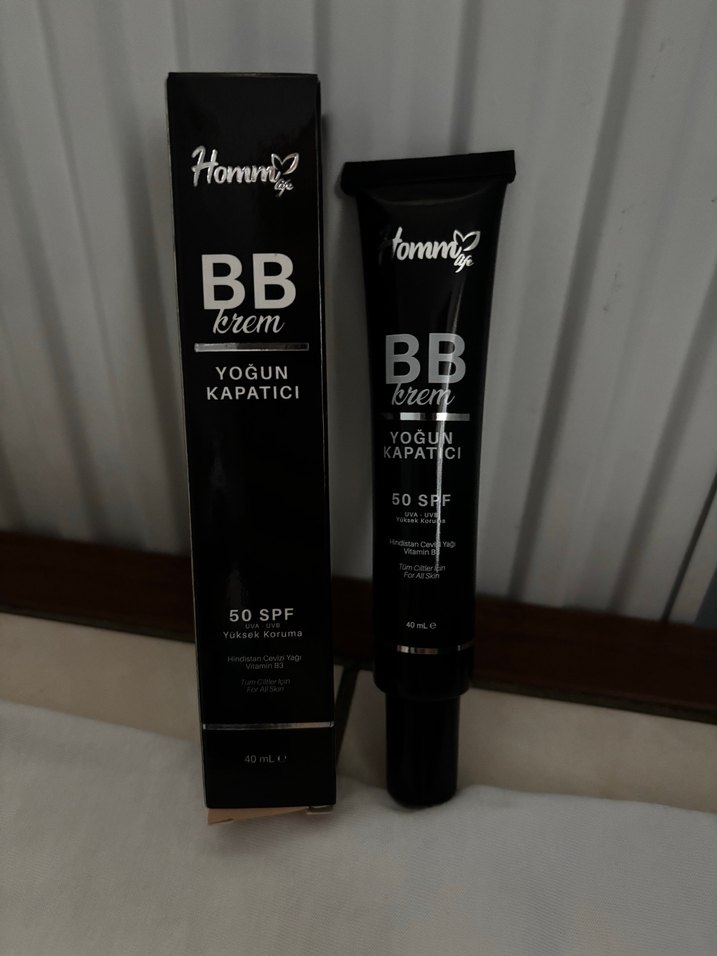 Homm
life
BB
krem
YOĞUN
KAPATICI
50 SPF
UVA - UVB
Yüksek Koruma
Hindistan Cevizi Yağı
Vitamin B3
Tüm Ciltler İçin
For All Skin
40 mL ℮
Homm
life
BB
krem
YOĞUN
KAPATICI
50 SPF
UVA - UVB
Yüksek Koruma
Hindistan Cevizi Yağı
Vitamin B3
Tüm Ciltler İçin
For All Skin
40 mL ℮